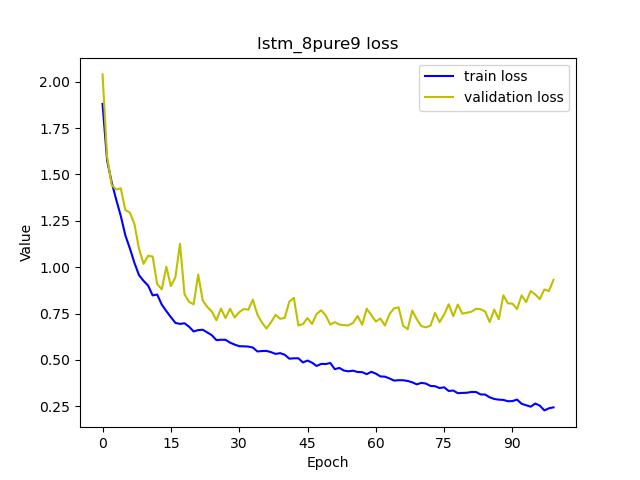 lstm_8pure9 loss
train loss
validation loss
Value
2.00
1.75
1.50
1.25
1.00
0.75
0.50
0.25
0 15 30 45 60 75 90
Epoch